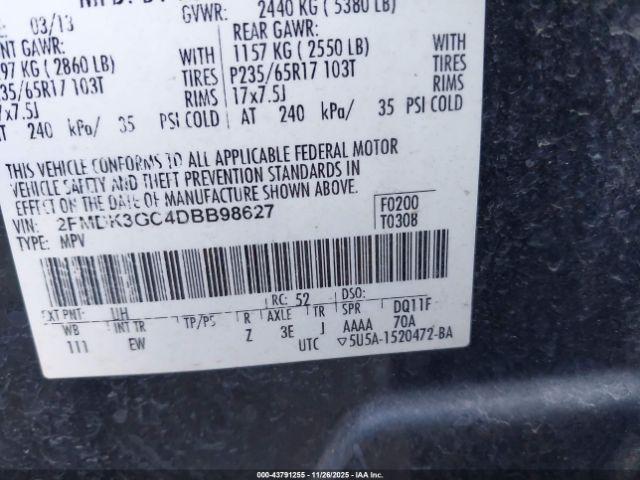 GVWR: 2440 KG ( 5380 LB)
03/13
NT GAWR: REAR GAWR:
97 KG ( 2860 LB) WITH 1157 KG ( 2550 LB) WITH
35/65R17 103T TIRES P235/65R17 103T TIRES
7x7.5J RIMS 17x7.5J RIMS
AT 240 kPa/ 35 PSI COLD AT 240 kPa/ 35 PSI COLD
THIS VEHICLE CONFORMS TO ALL APPLICABLE FEDERAL MOTOR
VEHICLE SAFETY AND THEFT PREVENTION STANDARDS IN
EFFECT ON THE DATE OF MANUFACTURE SHOWN ABOVE.
VIN: 2FMDK3GC4DBB98627 F0200
TYPE: MPV T0308
EXT PNT: UH RC: 52 DSO:
WB INT TR TP/PS R AXLE TR SPR DQ11F
111 EW Z 3E J AAAA 70A
UTC ▽5U5A-1520472-BA
000-43791255 - 11/26/2025 - IAAI.COM